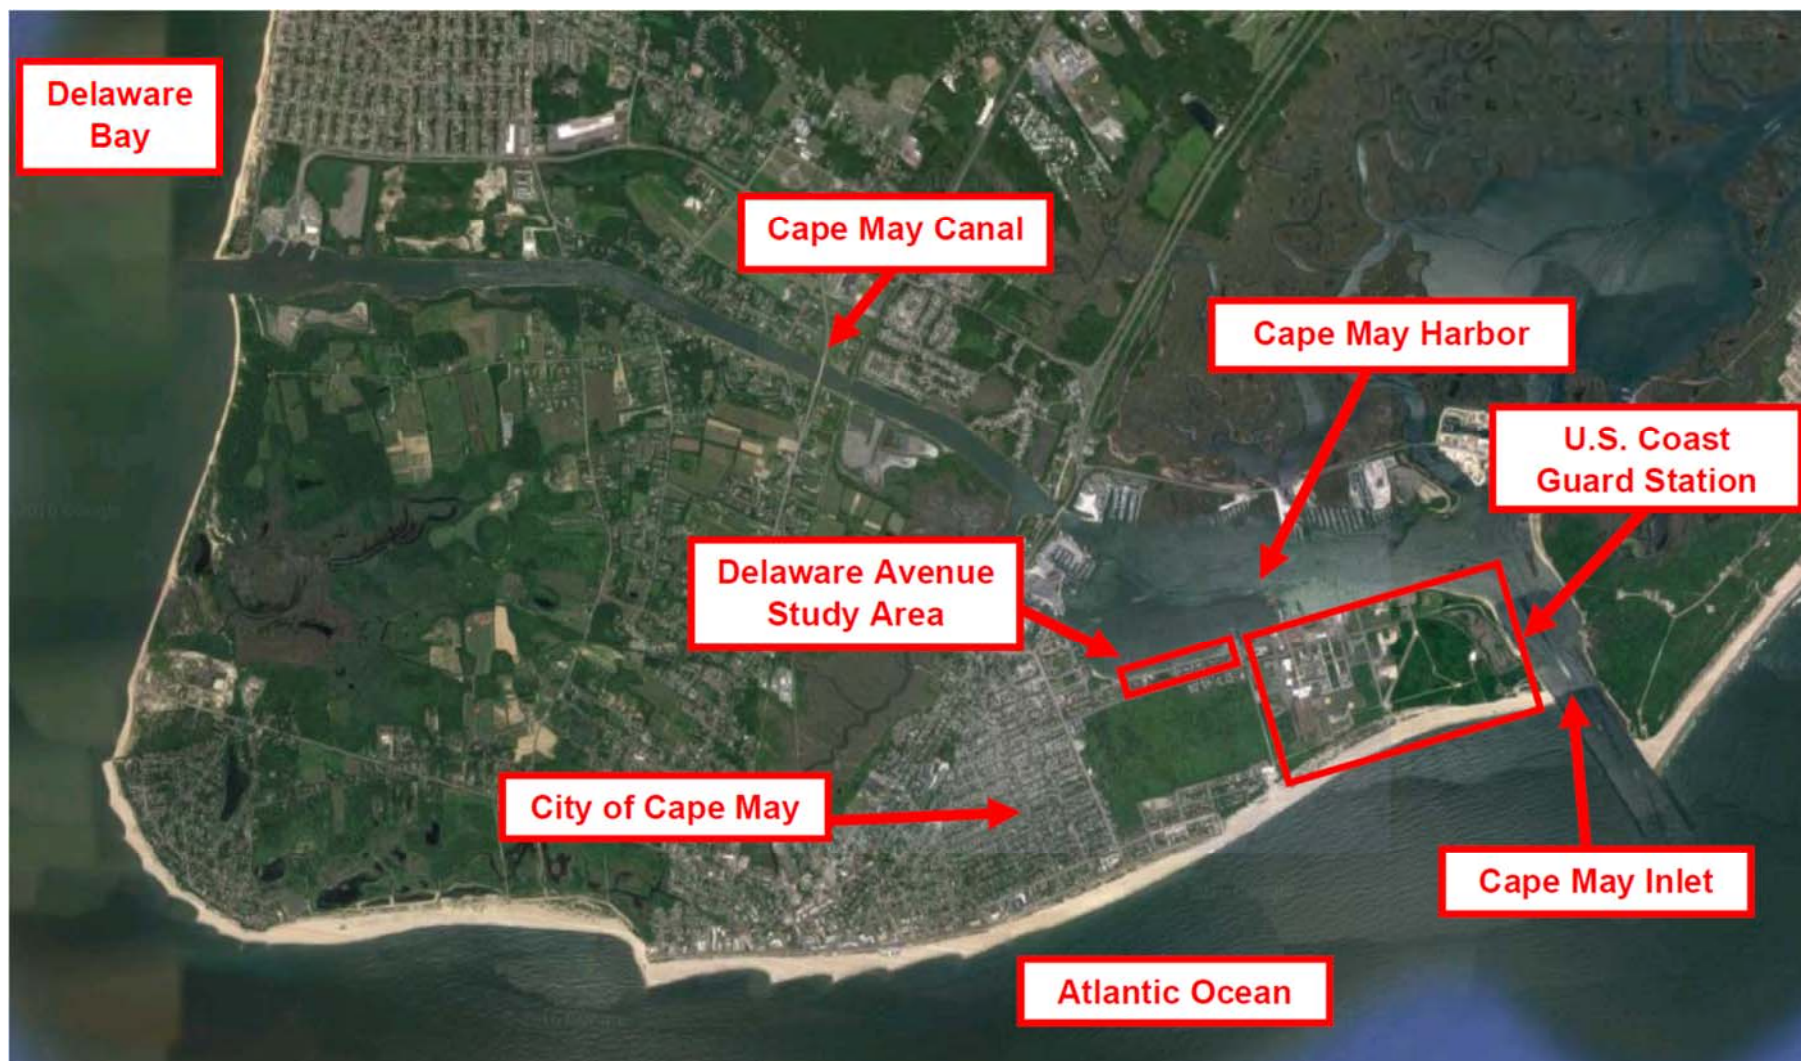 Delaware
Bay
Cape May Canal
Cape May Harbor
U.S. Coast
Guard Station
Delaware Avenue
Study Area
City of Cape May
Cape May Inlet
Atlantic Ocean